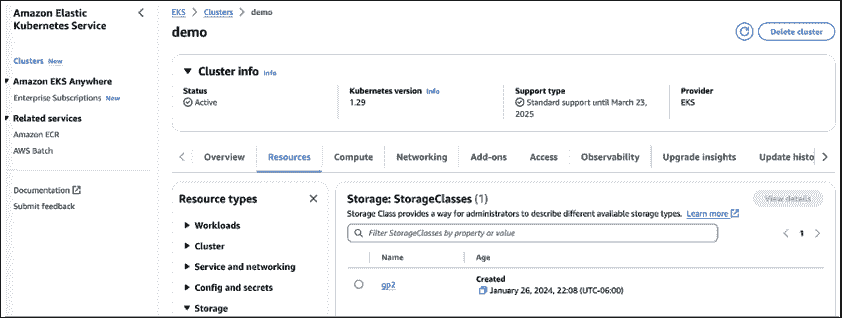 Amazon Elastic
Kubernetes Service
Clusters New
Amazon EKS Anywhere
Enterprise Subscriptions New
Related services
Amazon ECR
AWS Batch
Documentation
Submit feedback
EKS > Clusters > demo
demo
Delete cluster
Cluster info Info
Status
Active
Kubernetes version Info
1.29
Support type
Standard support until March 23,
2025
Provider
EKS
Overview Resources Compute Networking Add-ons Access Observability Upgrade insights Update histo
Resource types
Workloads
Cluster
Service and networking
Config and secrets
Storage
Storage: StorageClasses (1)
View details
Storage Class provides a way for administrators to describe different available storage types. Learn more
Filter StorageClasses by property or value
1
Name Age
gp2
Created
January 26, 2024, 22:08 (UTC-06:00)